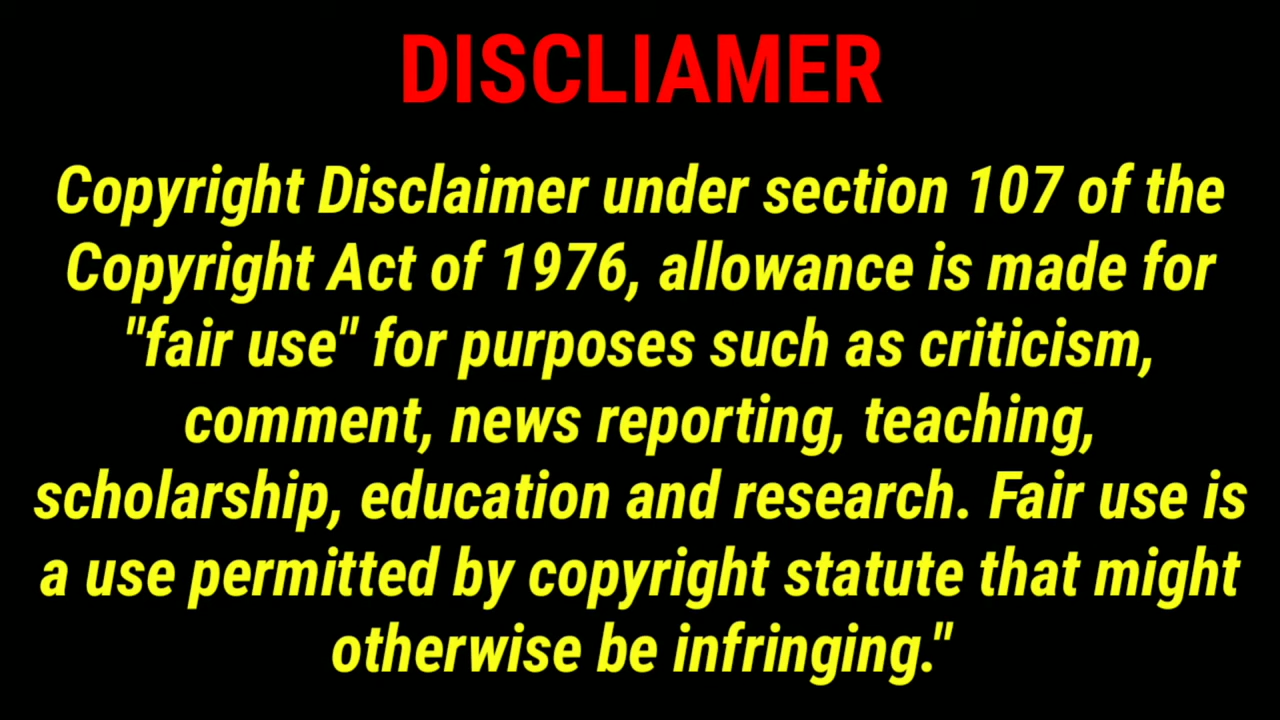 DISCLIAMER
Copyright Disclaimer under section 107 of the
Copyright Act of 1976, allowance is made for
"fair use" for purposes such as criticism,
comment, news reporting, teaching,
scholarship, education and research. Fair use is
a use permitted by copyright statute that might
otherwise be infringing."